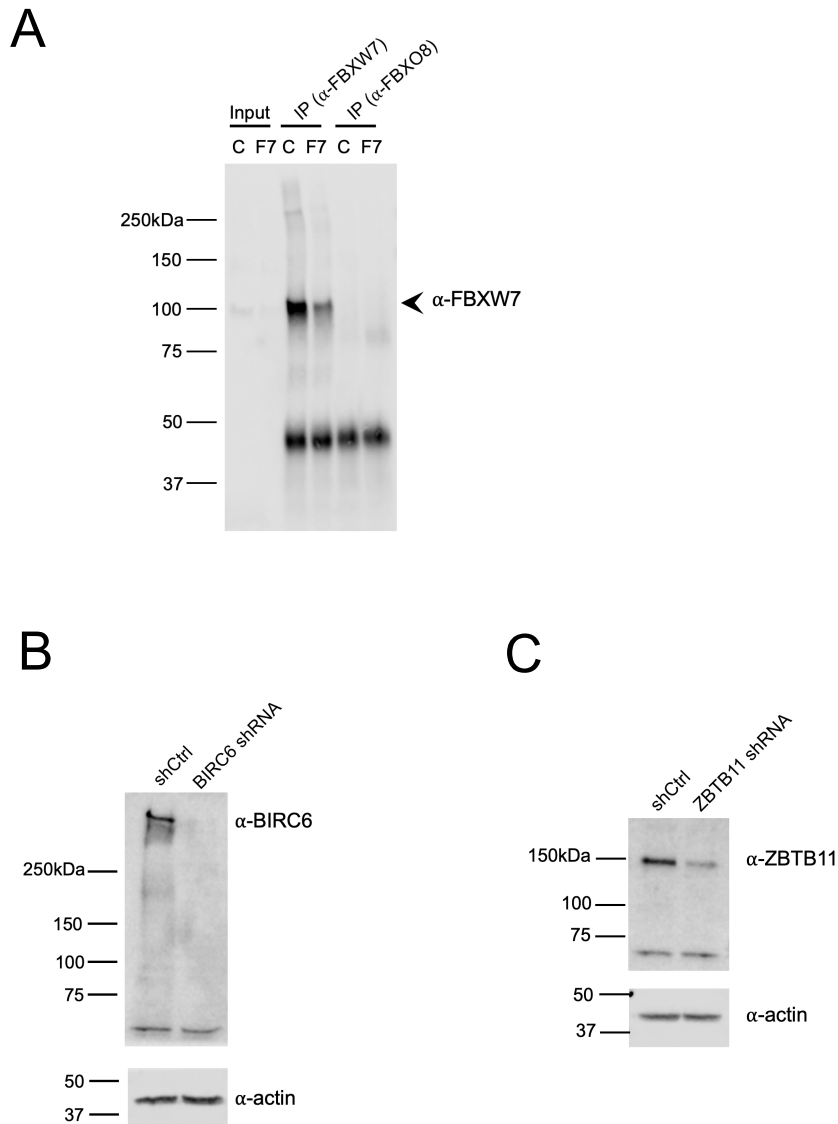 A
Input IP (α-FBXW7) IP (α-FBXO8)
C F7 C F7 C F7
250kDa
150
100
75
50
37
α-FBXW7
B
shCtrl BIRC6 shRNA
α-BIRC6
250kDa
150
100
75
50
37
α-actin
C
shCtrl ZBTB11 shRNA
150kDa
α-ZBTB11
100
75
50
37
α-actin